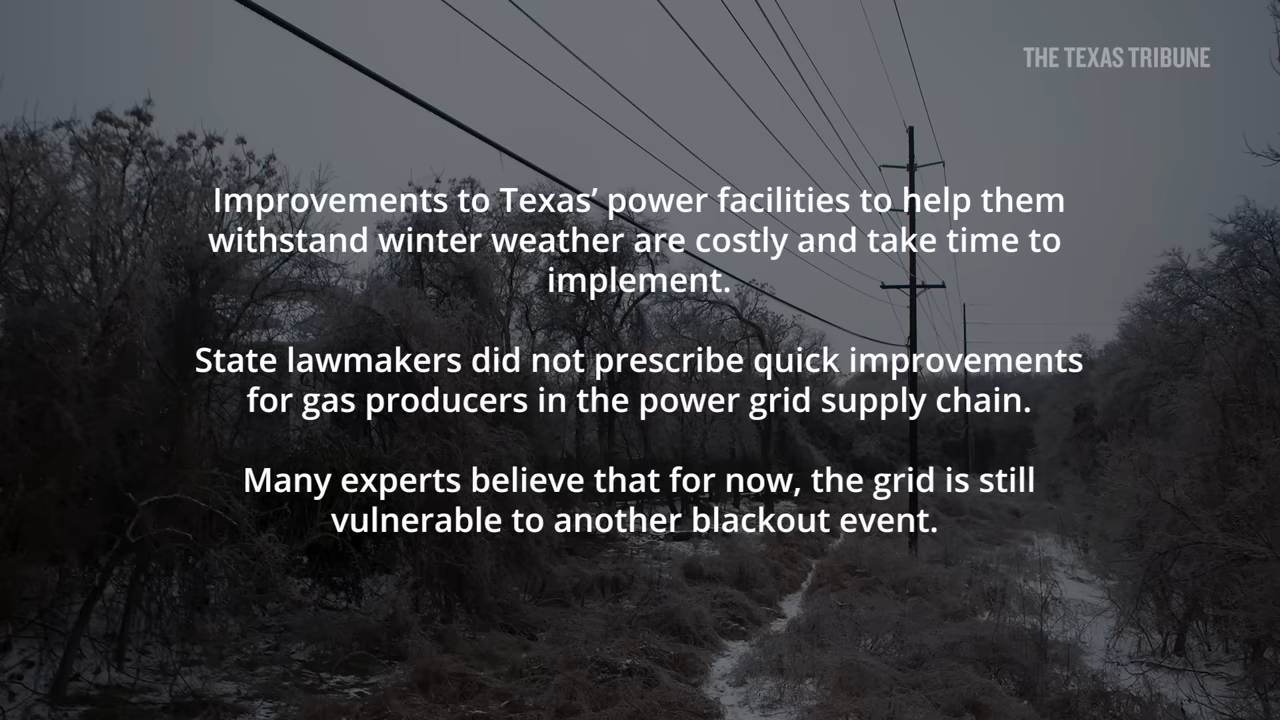 THE TEXAS TRIBUNE
Improvements to Texas’ power facilities to help them
withstand winter weather are costly and take time to
implement.
State lawmakers did not prescribe quick improvements
for gas producers in the power grid supply chain.
Many experts believe that for now, the grid is still
vulnerable to another blackout event.